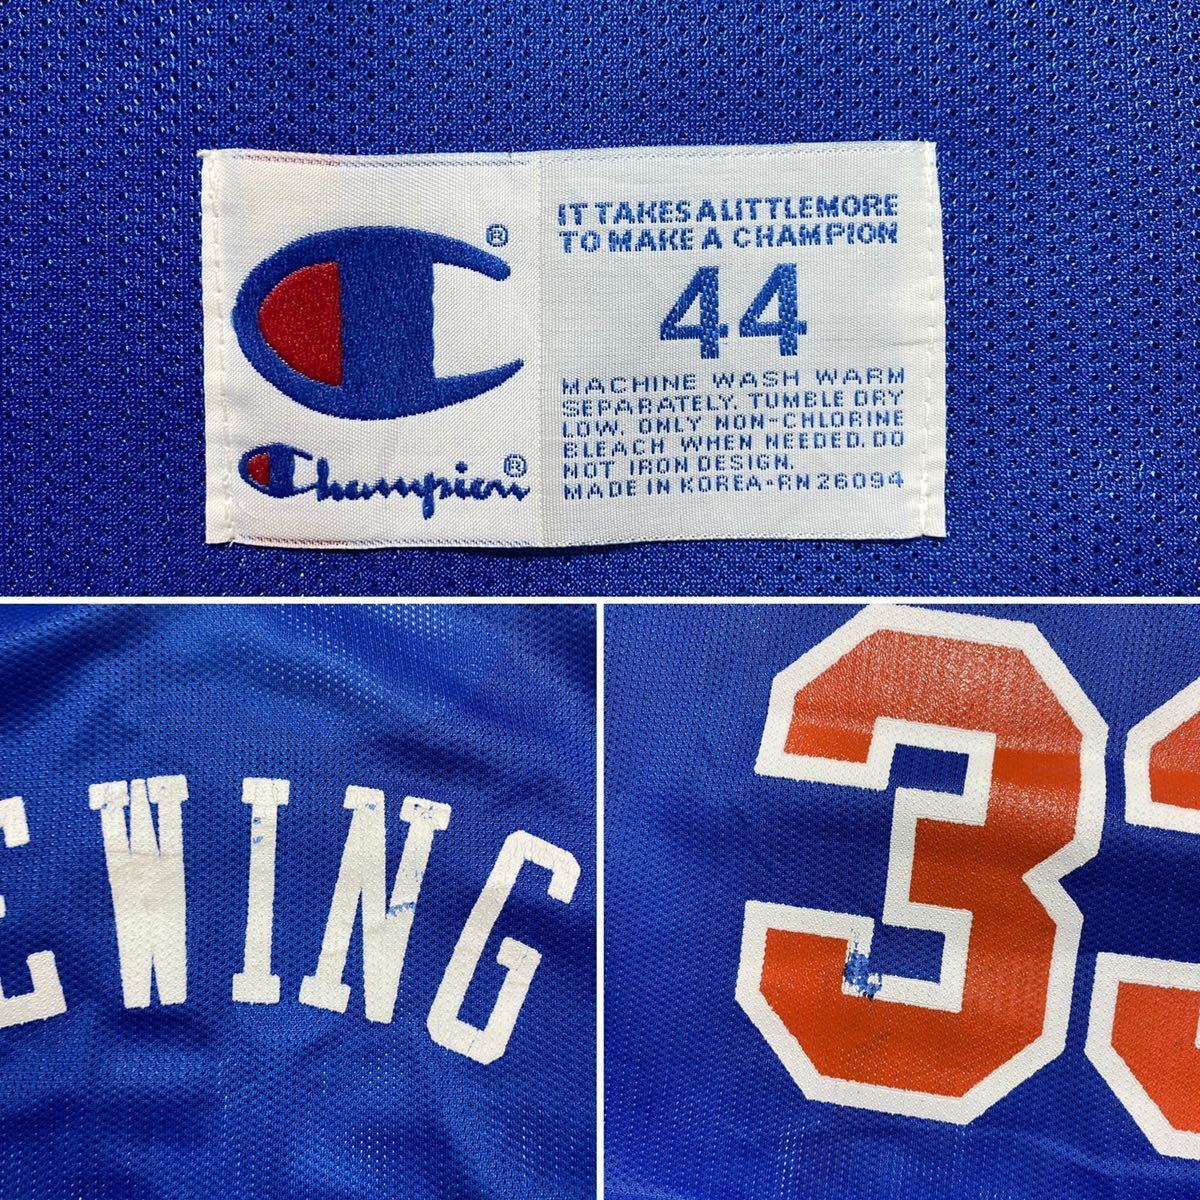 IT TAKES A LITTLE MORE
TO MAKE A CHAMPION
44
MACHINE WASH WARM
SEPARATELY. TUMBLE DRY
LOW. ONLY NON-CHLORINE
BLEACH WHEN NEEDED. DO
NOT IRON DESIGN.
MADE IN KOREA-RN 26094
®
Champion®
EWING
33